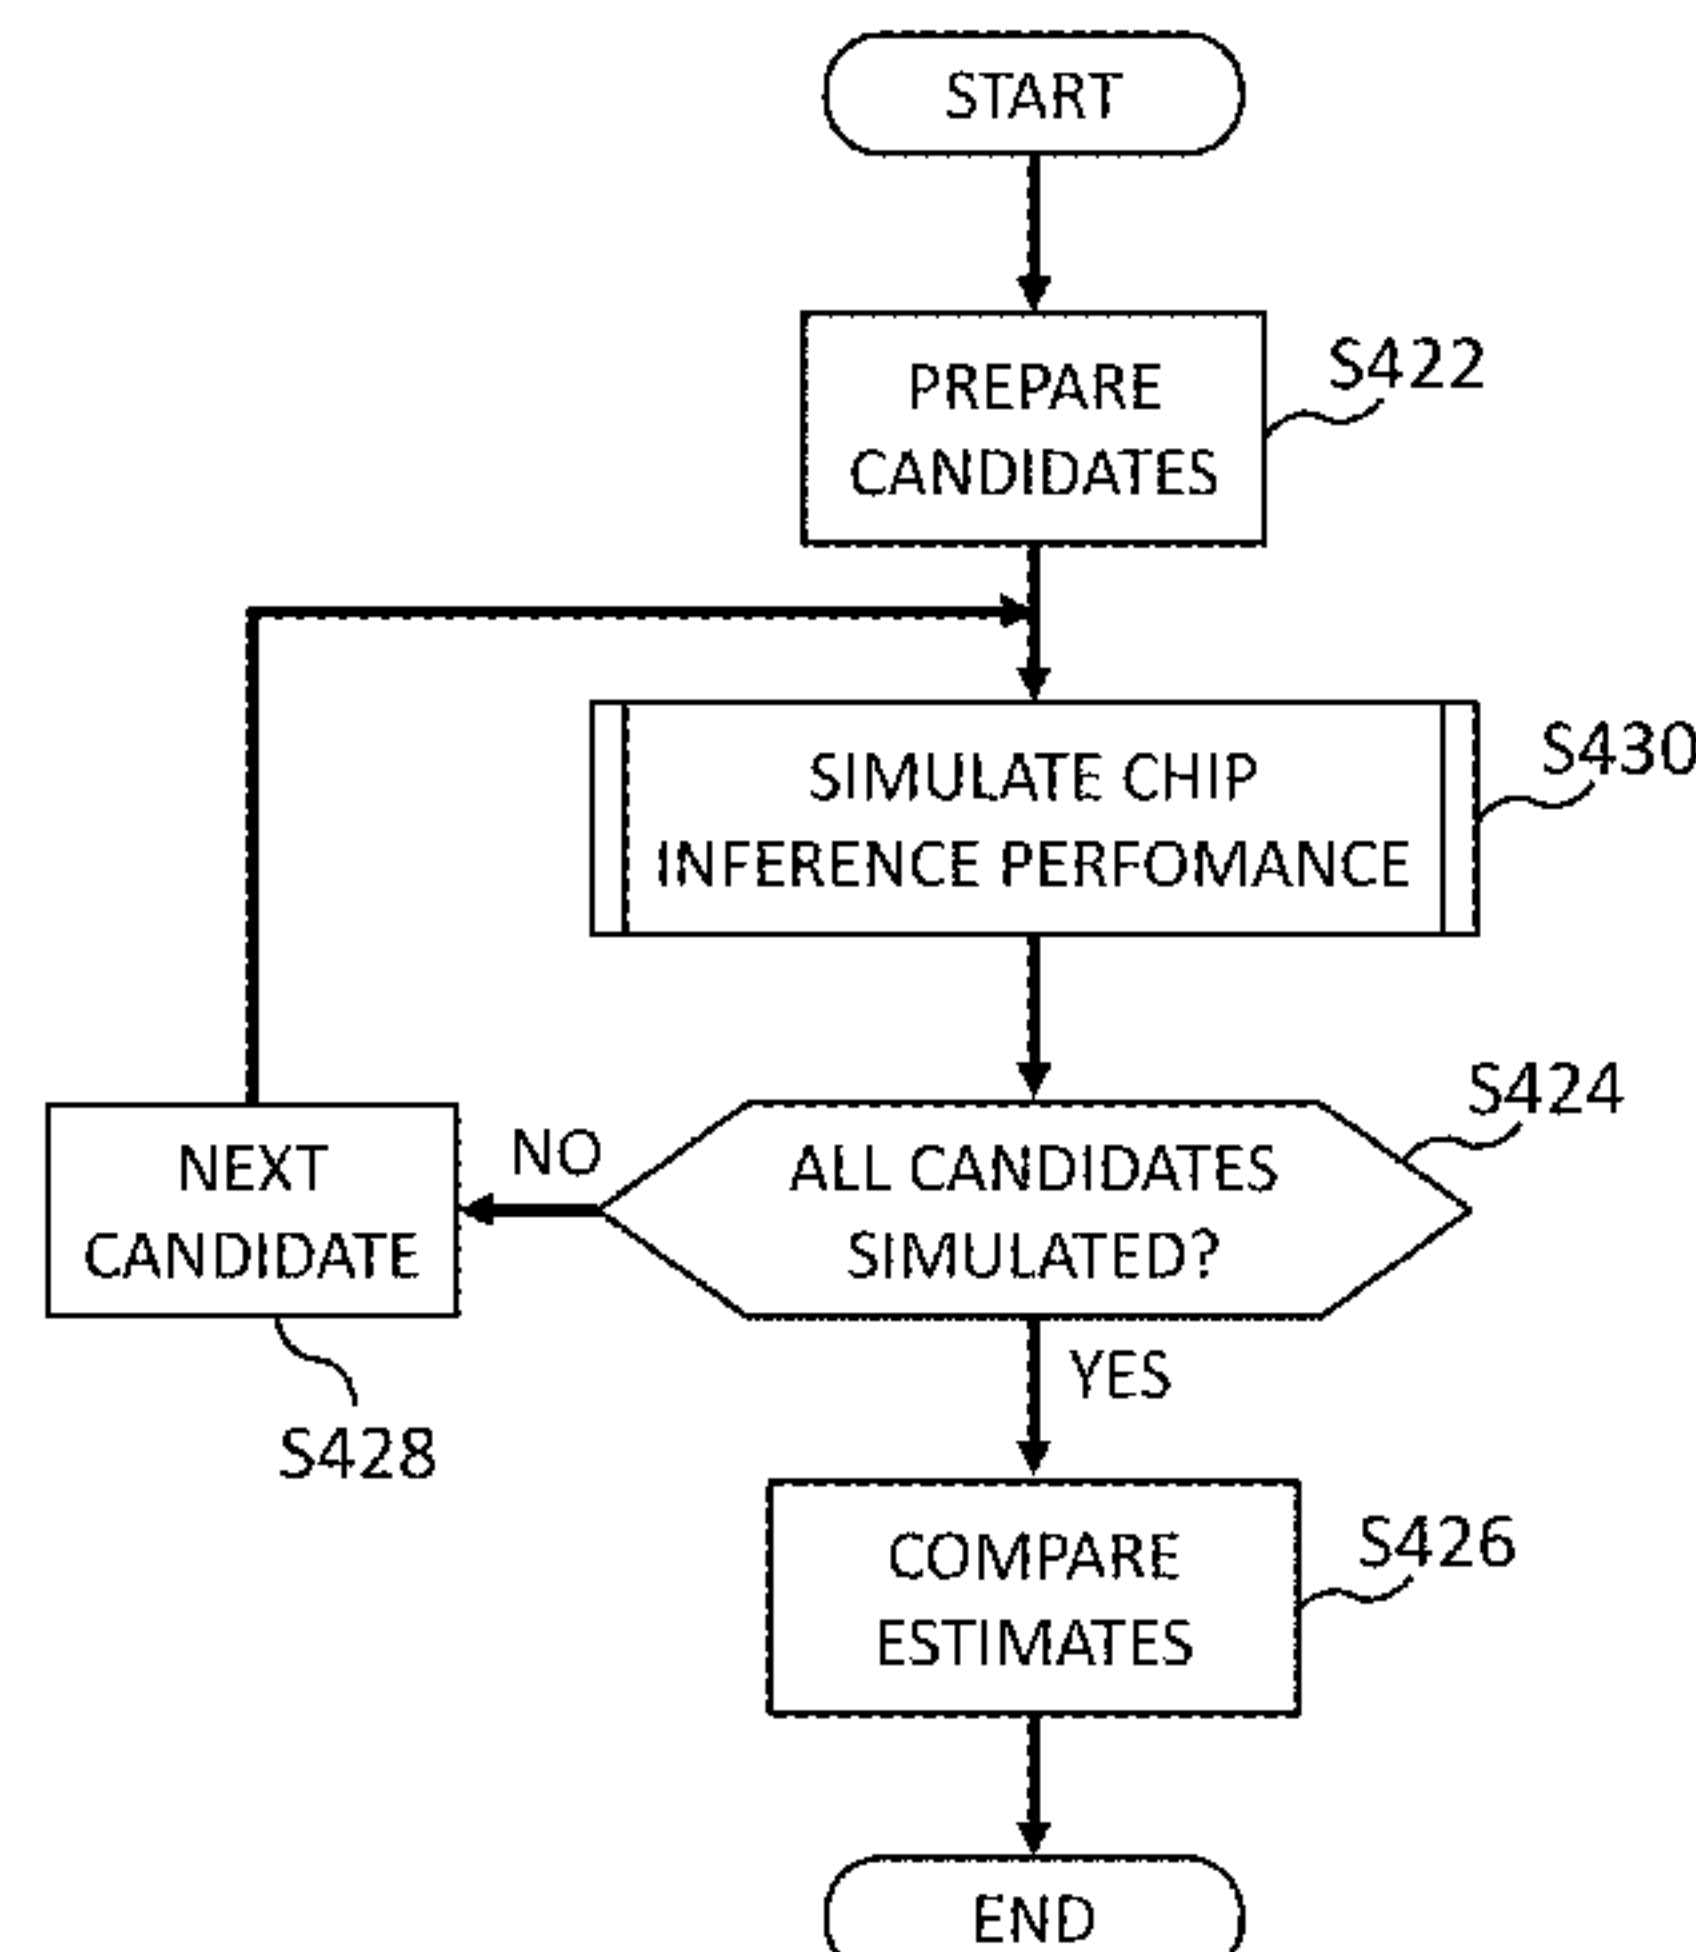 START
PREPARE
CANDIDATES
S422
SIMULATE CHIP
INFERENCE PERFOMANCE
S430
ALL CANDIDATES
SIMULATED?
S424
NO
NEXT
CANDIDATE
S428
YES
COMPARE
ESTIMATES
S426
END